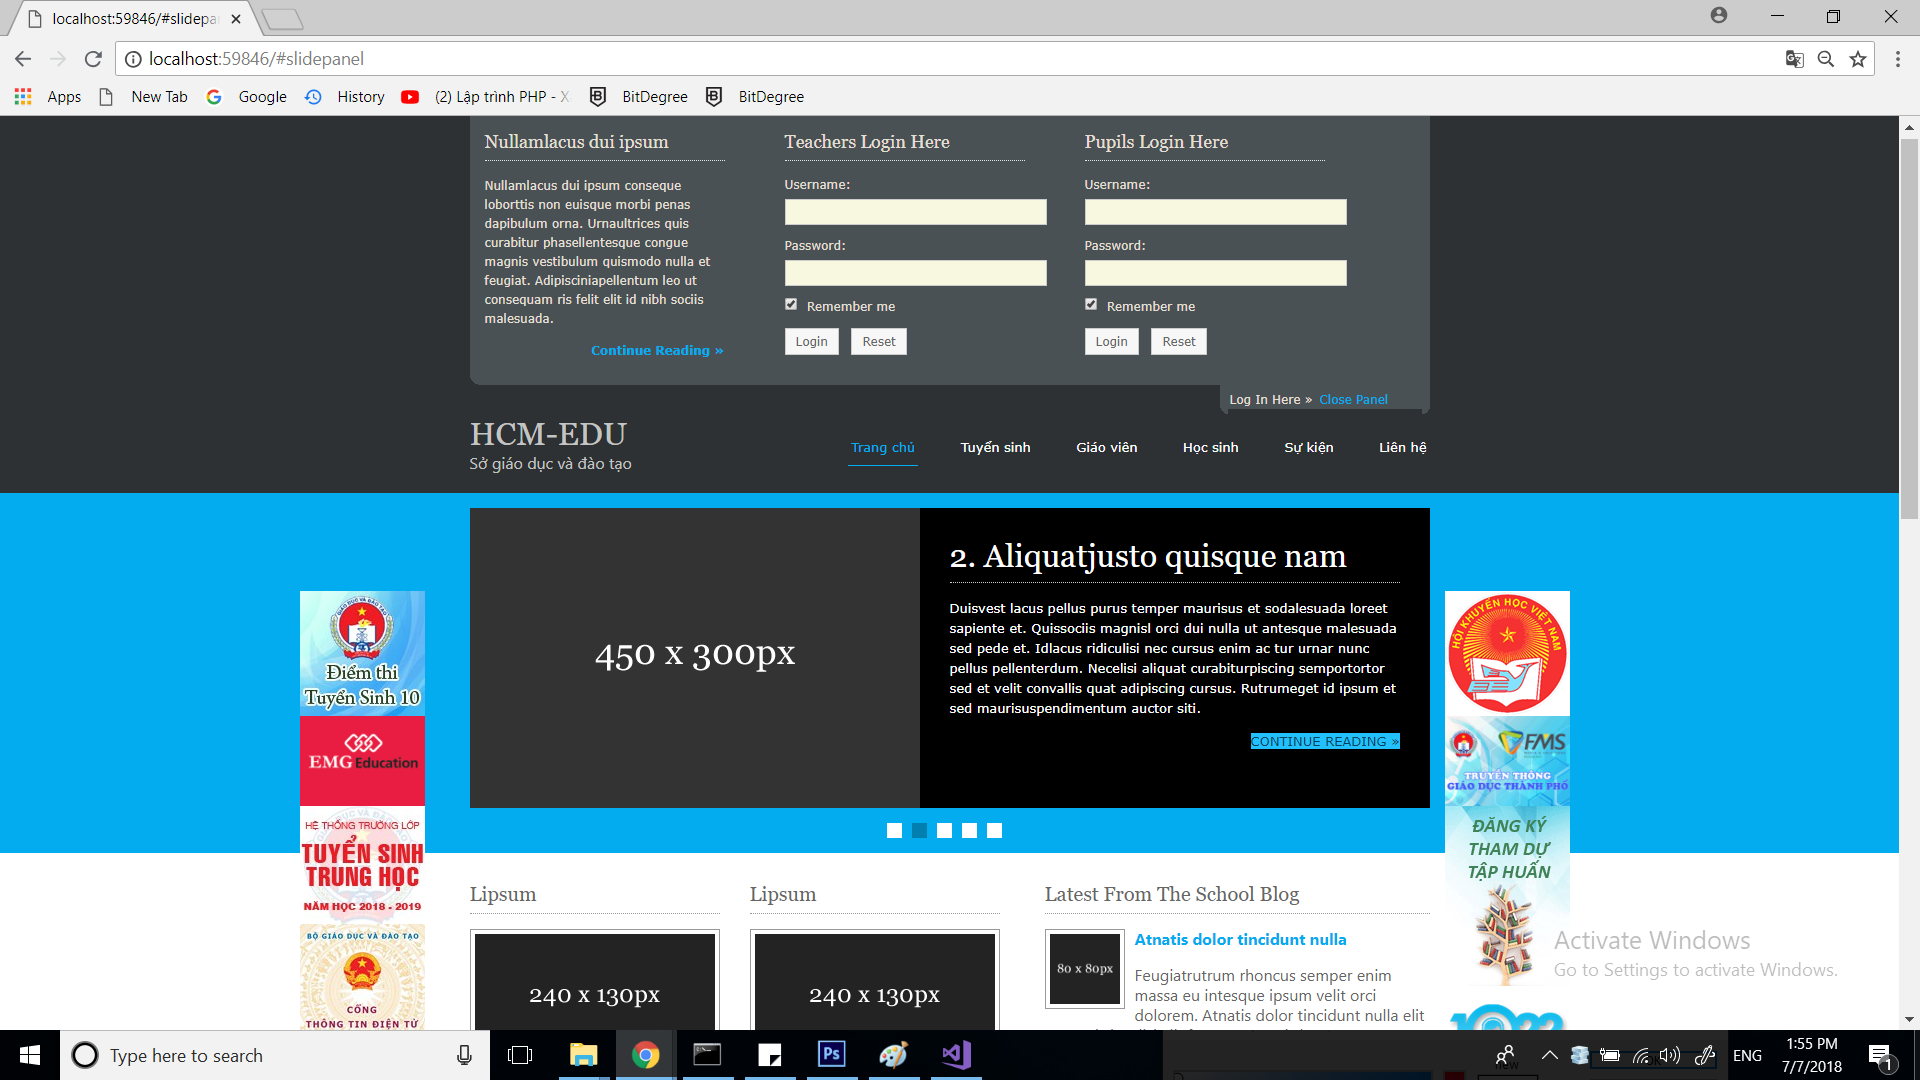 localhost:59846/#slidepa
localhost:59846/#slidepanel
Apps
New Tab
Google
History
(2) Lập trình PHP - X
BitDegree
BitDegree
Nullamlacus dui ipsum
Nullamlacus dui ipsum conseque
loborttis non euisque morbi penas
dapibulum orna. Urnaultrices quis
curabitur phasellentesque congue
magnis vestibulum quismodo nulla et
feugiat. Adipisciniapellentum leo ut
consequam ris felit elit id nibh sociis
malesuada.
Continue Reading »
Teachers Login Here
Username:
Password:
Remember me
Login
Reset
Pupils Login Here
Username:
Password:
Remember me
Login
Reset
Log In Here » Close Panel
HCM-EDU
Sở giáo dục và đào tạo
Trang chủ
Tuyển sinh
Giáo viên
Học sinh
Sự kiện
Liên hệ
450 x 300px
2. Aliquatjusto quisque nam
Duisvest lacus pellus purus temper maurisus et sodalesuada loreet
sapiente et. Quissociis magnisl orci dui nulla ut antesque malesuada
sed pede et. Idlacus ridiculisi nec cursus enim ac tur urnar nunc
pellus pellenterdum. Necelisi aliquat curabiturpiscing semportortor
sed et velit convallis quat adipiscing cursus. Rutrumeget id ipsum et
sed maurisuspendimentum auctor siti.
CONTINUE READING »
Điểm thi
Tuyển Sinh 10
EMG Education
HỆ THỐNG TRƯỜNG LỚP
TUYỂN SINH
TRUNG HỌC
NĂM HỌC 2018 - 2019
BỘ GIÁO DỤC VÀ ĐÀO TẠO
CỔNG
THÔNG TIN ĐIỆN TỬ
HỘI KHUYẾN HỌC VIỆT NAM
FMS
TRUYỀN THÔNG
GIÁO DỤC THÀNH PHỐ
ĐĂNG KÝ
THAM DỰ
TẬP HUẤN
1022
Lipsum
240 x 130px
Lipsum
240 x 130px
Latest From The School Blog
80 x 80px
Atnatis dolor tincidunt nulla
Feugiatrutrum rhoncus semper enim
massa eu intesque ipsum velit orci
dolorem. Atnatis dolor tincidunt nulla elit
Activate Windows
Go to Settings to activate Windows.
Type here to search
Ps
ENG
1:55 PM
7/7/2018
1